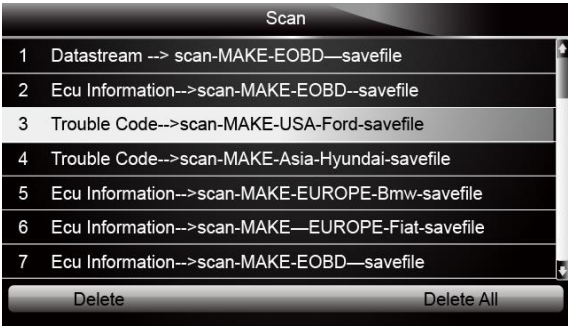 Scan
1 Datastream --> scan-MAKE-EOBD—savefile
2 Ecu Information-->scan-MAKE-EOBD--savefile
3 Trouble Code-->scan-MAKE-USA-Ford-savefile
4 Trouble Code-->scan-MAKE-Asia-Hyundai-savefile
5 Ecu Information-->scan-MAKE-EUROPE-Bmw-savefile
6 Ecu Information-->scan-MAKE—EUROPE-Fiat-savefile
7 Ecu Information-->scan-MAKE-EOBD—savefile
Delete Delete All